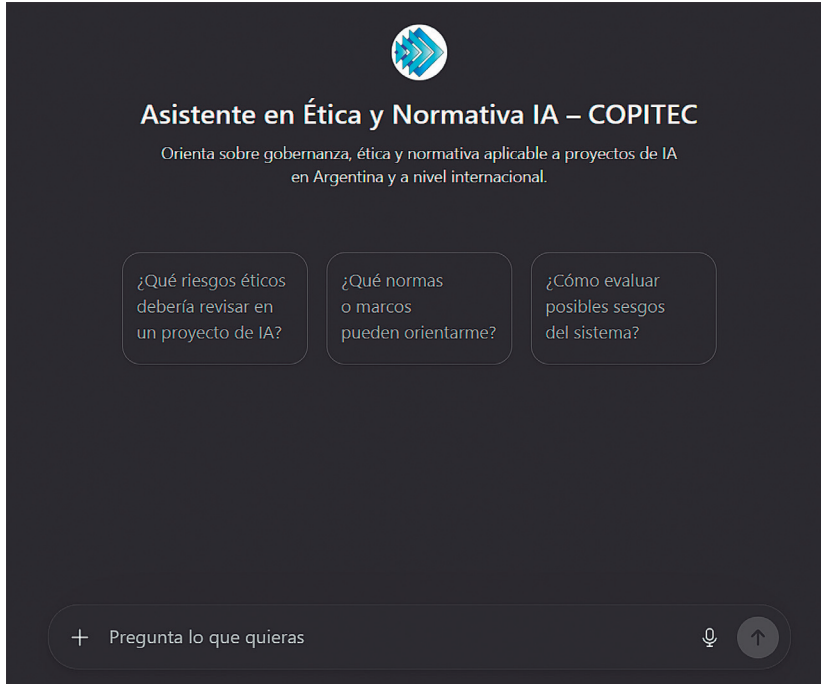 Asistente en Ética y Normativa IA – COPITEC
Orienta sobre gobernanza, ética y normativa aplicable a proyectos de IA
en Argentina y a nivel internacional.
¿Qué riesgos éticos
debería revisar en
un proyecto de IA?
¿Qué normas
o marcos
pueden orientarme?
¿Cómo evaluar
posibles sesgos
del sistema?
Pregunta lo que quieras